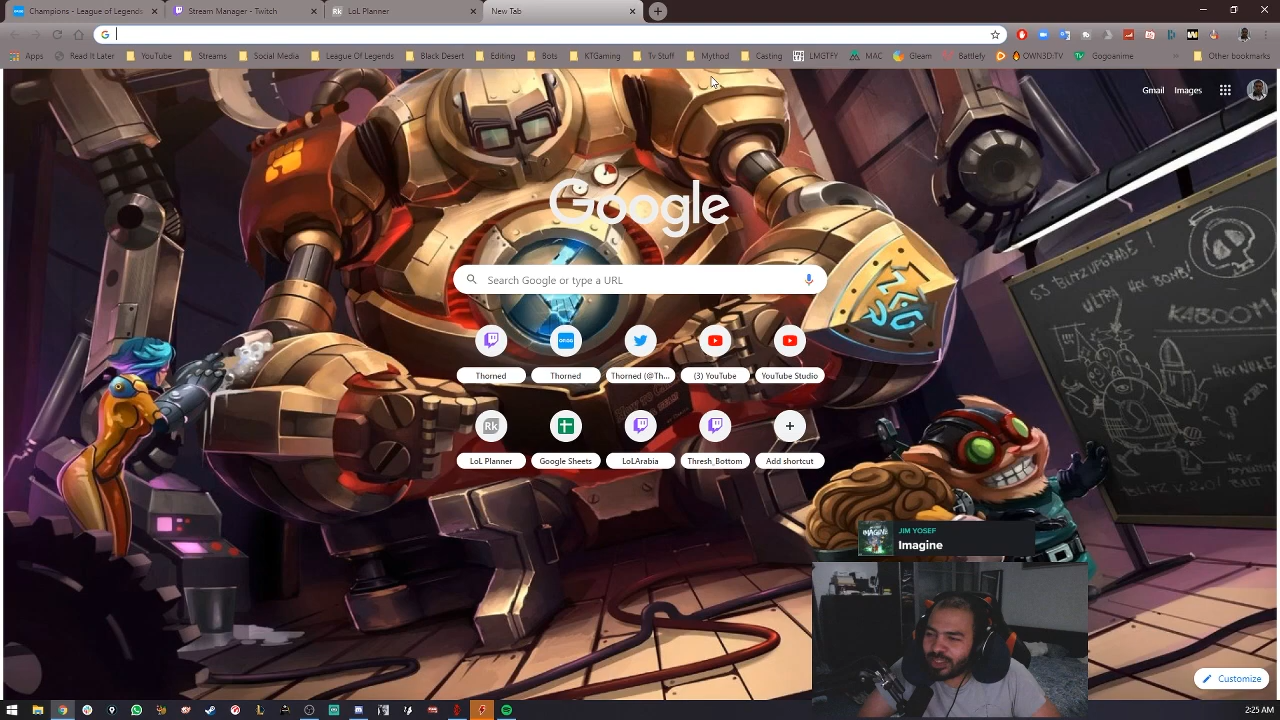 Champions - League of Legends
Stream Manager - Twitch
Rk LoL Planner
New Tab
Apps
Read It Later
YouTube
Streams
Social Media
League Of Legends
Black Desert
Editing
Bots
KTGaming
Tv Stuff
Mythod
Casting
LMGTFY
MAC
Gleam
Battlefy
OWN3D.TV
Gogoanime
»
Other bookmarks
Gmail
Images
Google
Search Google or type a URL
S3 BLITZ UPGRADE !
ULTRA HEX BOMB!
KABOOM!
OP.GG
Thorned
Thorned
Thorned (@Th...
(3) YouTube
YouTube Studio
Rk
LoL Planner
Google Sheets
LoLArabia
Thresh_Bottom
Add shortcut
JIM YOSEF
Imagine
Customize
2:25 AM